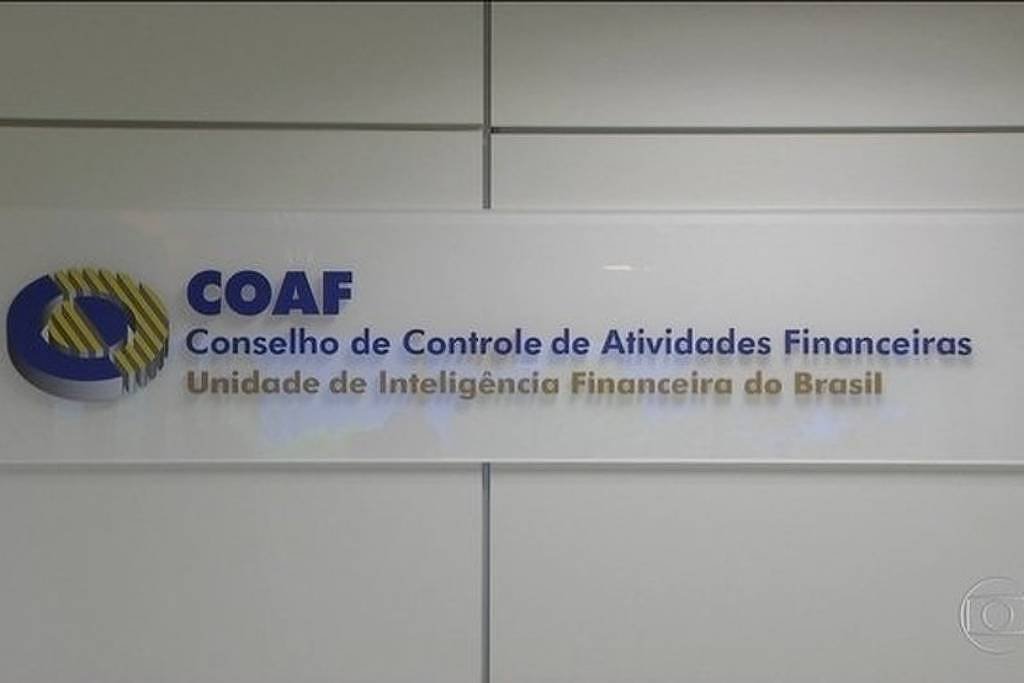 COAF
Conselho de Controle de Atividades Financeiras
Unidade de Inteligência Financeira do Brasil